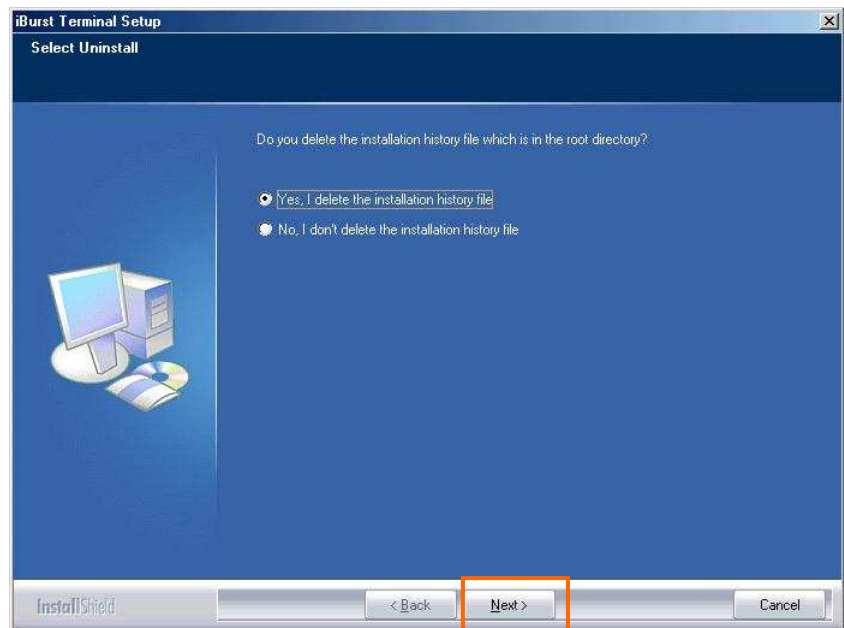 iBurst Terminal Setup
Select Uninstall
Do you delete the installation history file which is in the root directory?
Yes, I delete the installation history file
No, I don't delete the installation history file
InstallShield
< Back
Next >
Cancel